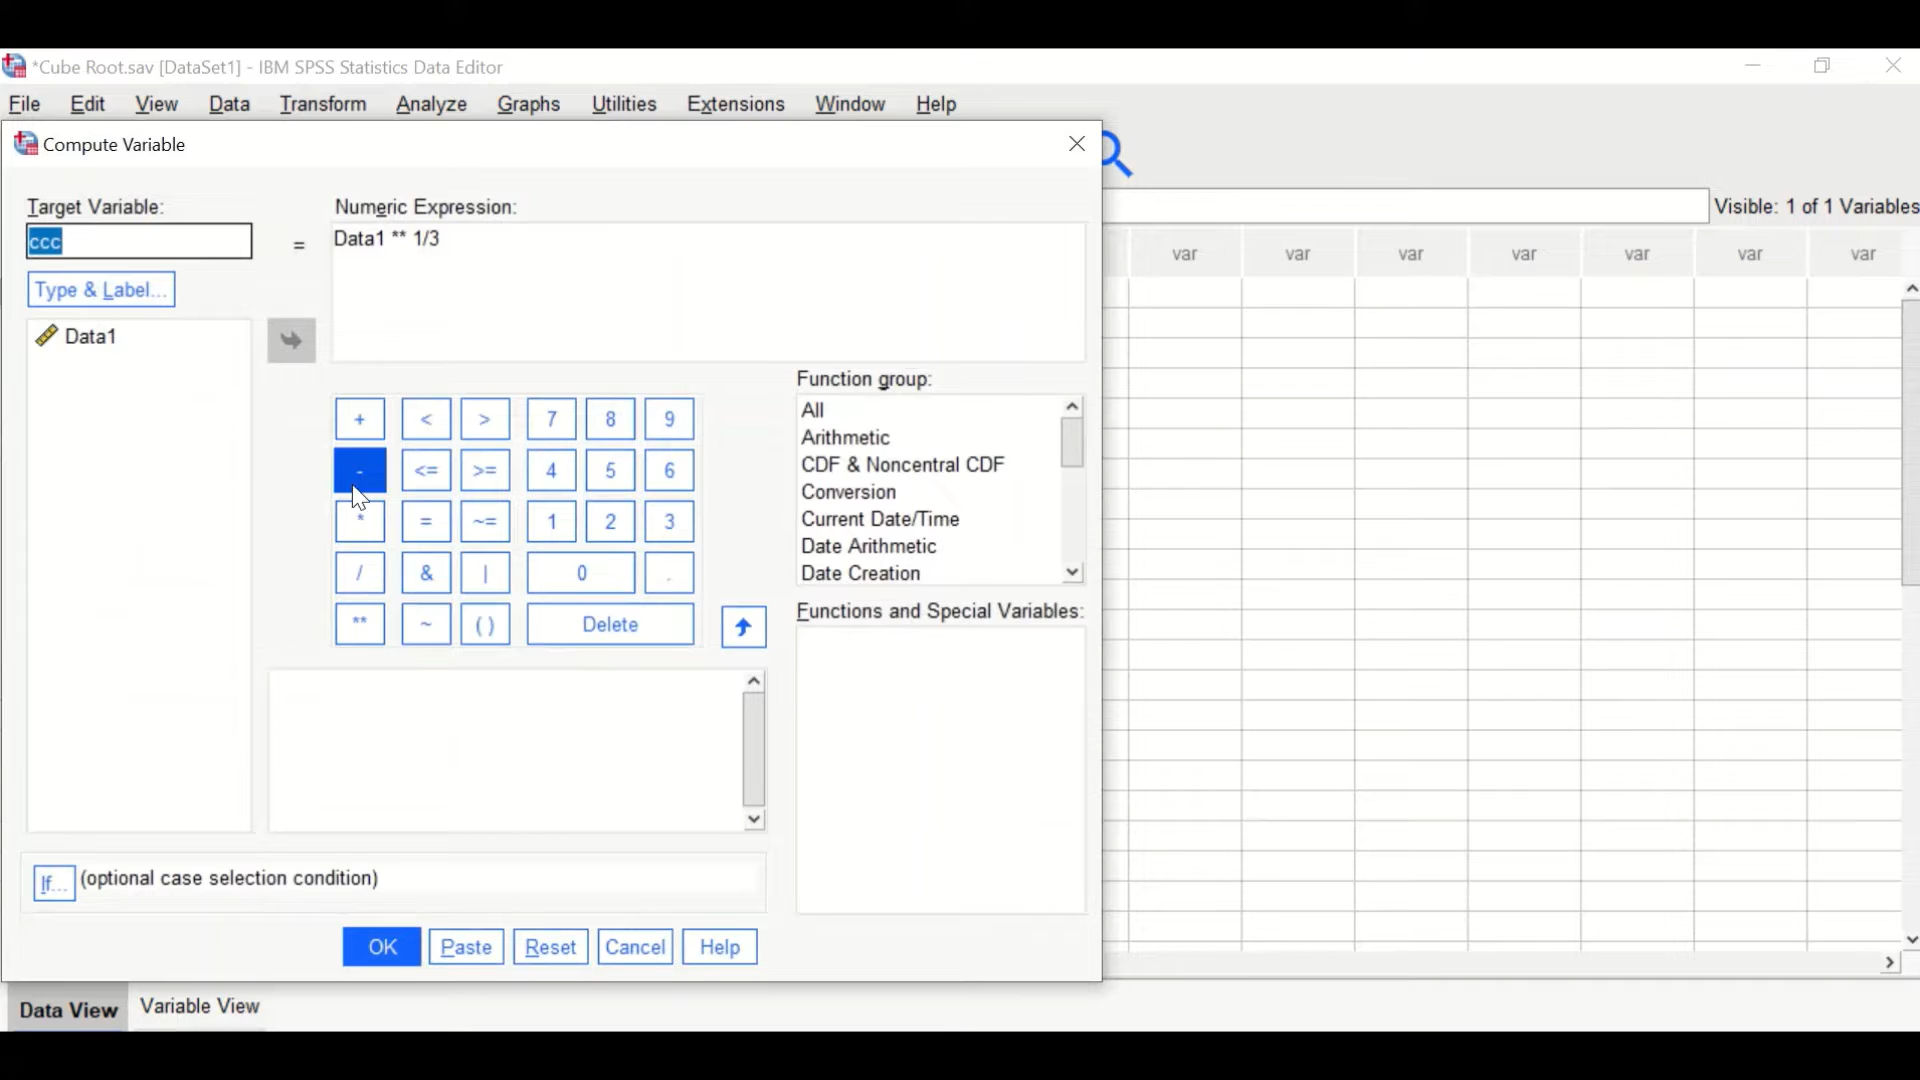 *Cube Root.sav [DataSet1] - IBM SPSS Statistics Data Editor
File Edit View Data Transform Analyze Graphs Utilities Extensions Window Help
Compute Variable
Target Variable:
Numeric Expression:
Visible: 1 of 1 Variables
ccc
=
Data1 ** 1/3
var var var var var var var
Type & Label...
Data1
Function group:
+ < > 7 8 9
All
Arithmetic
- <= >= 4 5 6
CDF & Noncentral CDF
Conversion
* = ~= 1 2 3
Current Date/Time
Date Arithmetic
/ & | 0 .
Date Creation
** ~ ( ) Delete
Functions and Special Variables:
If... (optional case selection condition)
OK Paste Reset Cancel Help
Data View Variable View